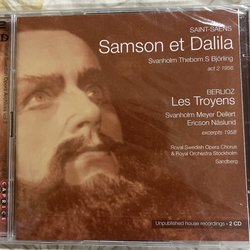 SAINT-SAËNS
Samson et Dalila
Svanholm Thebom S Björling
act 2 1956
BERLIOZ
Les Troyens
Svanholm Meyer Dellert
Ericson Näslund
excerpts 1958
Royal Swedish Opera Chorus
& Royal Orchestra Stockholm
Sandberg
Unpublished house recordings - 2 CD
CAPRICE